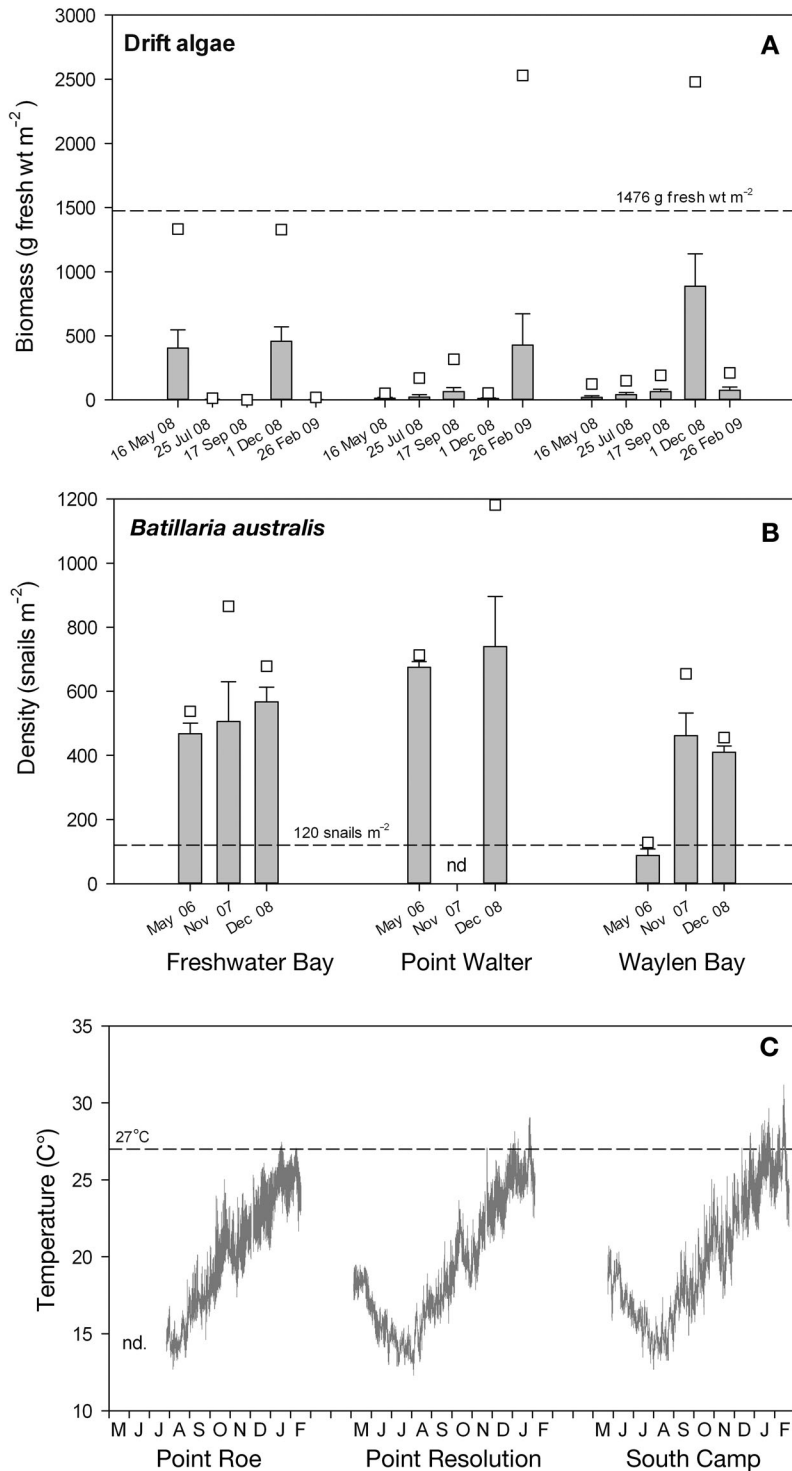 3000
Drift algae
A
2500
2000
1476 g fresh wt m⁻²
1500
1000
500
0
Biomass (g fresh wt m⁻²)
16 May 08 25 Jul 08 17 Sep 08 1 Dec 08 26 Feb 09 16 May 08 25 Jul 08 17 Sep 08 1 Dec 08 26 Feb 09 16 May 08 25 Jul 08 17 Sep 08 1 Dec 08 26 Feb 09
1200
Batillaria australis
B
1000
800
600
400
200
120 snails m⁻²
0
nd
Density (snails m⁻²)
May 06 Nov 07 Dec 08 May 06 Nov 07 Dec 08 May 06 Nov 07 Dec 08
Freshwater Bay Point Walter Waylen Bay
35
C
30
27°C
25
20
15
nd.
10
Temperature (C°)
M J J A S O N D J F M J J A S O N D J F M J J A S O N D J F
Point Roe Point Resolution South Camp